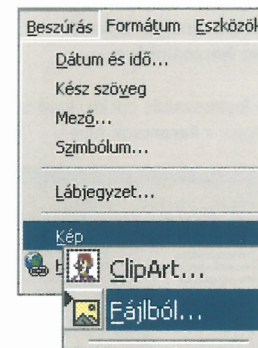 Beszúrás Formátum Eszközök
Dátum és idő...
Kész szöveg
Mező...
Szimbólum...
Lábjegyzet...
Kép
ClipArt...
Fájlból...